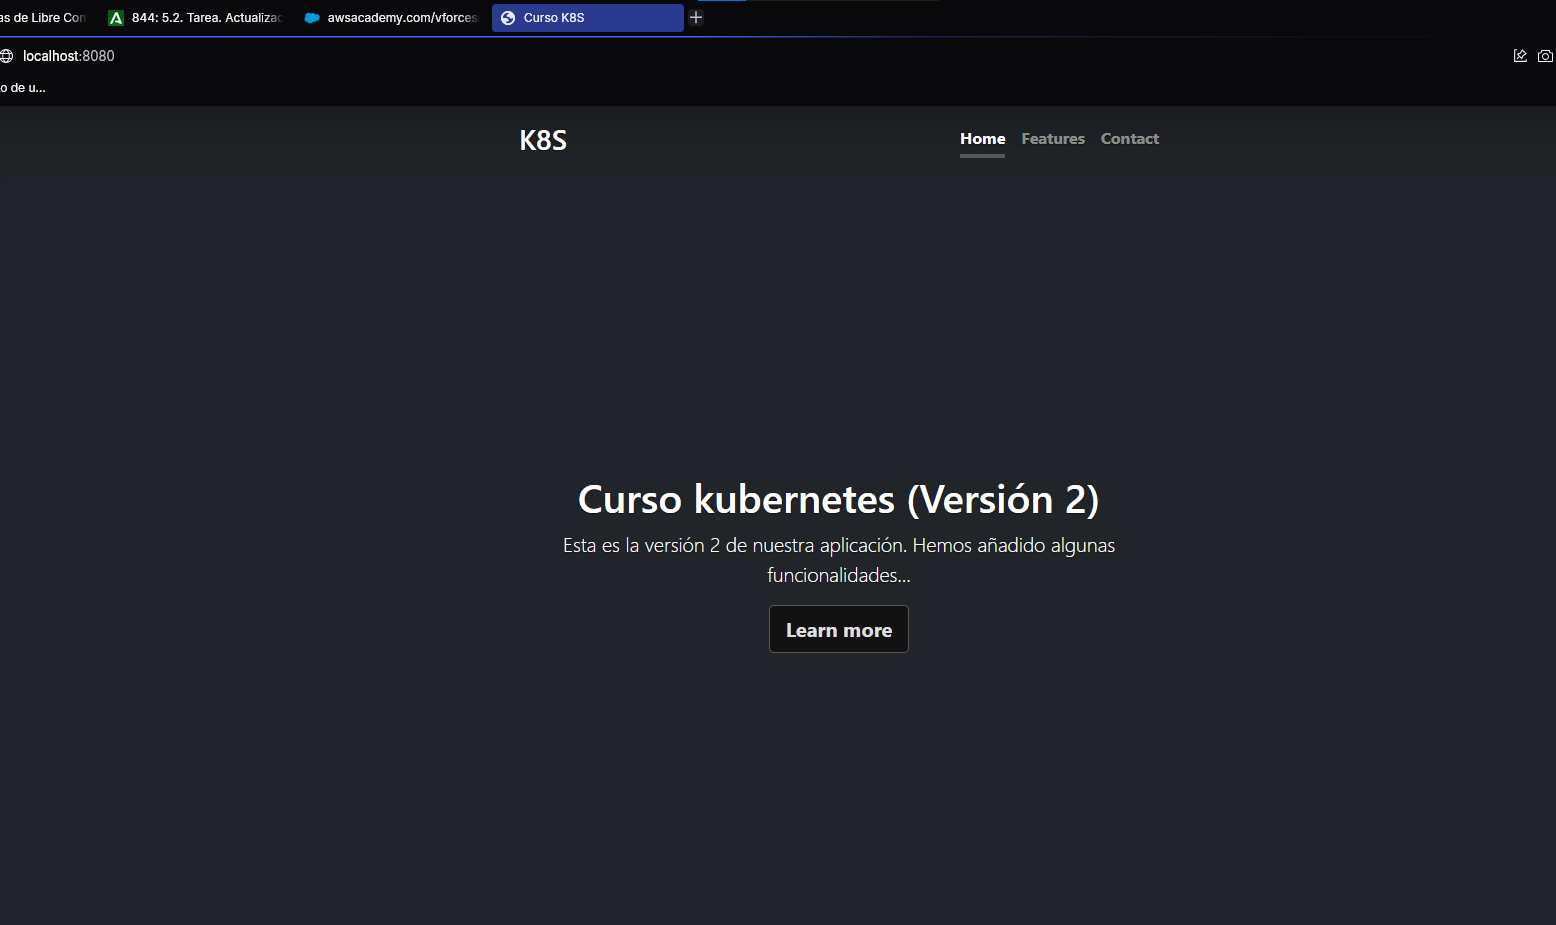 as de Libre Con
844: 5.2. Tarea. Actualizac
awsacademy.com/vforces
Curso K8S
localhost:8080
o de u...
K8S
Home Features Contact
Curso kubernetes (Versión 2)
Esta es la versión 2 de nuestra aplicación. Hemos añadido algunas
funcionalidades...
Learn more